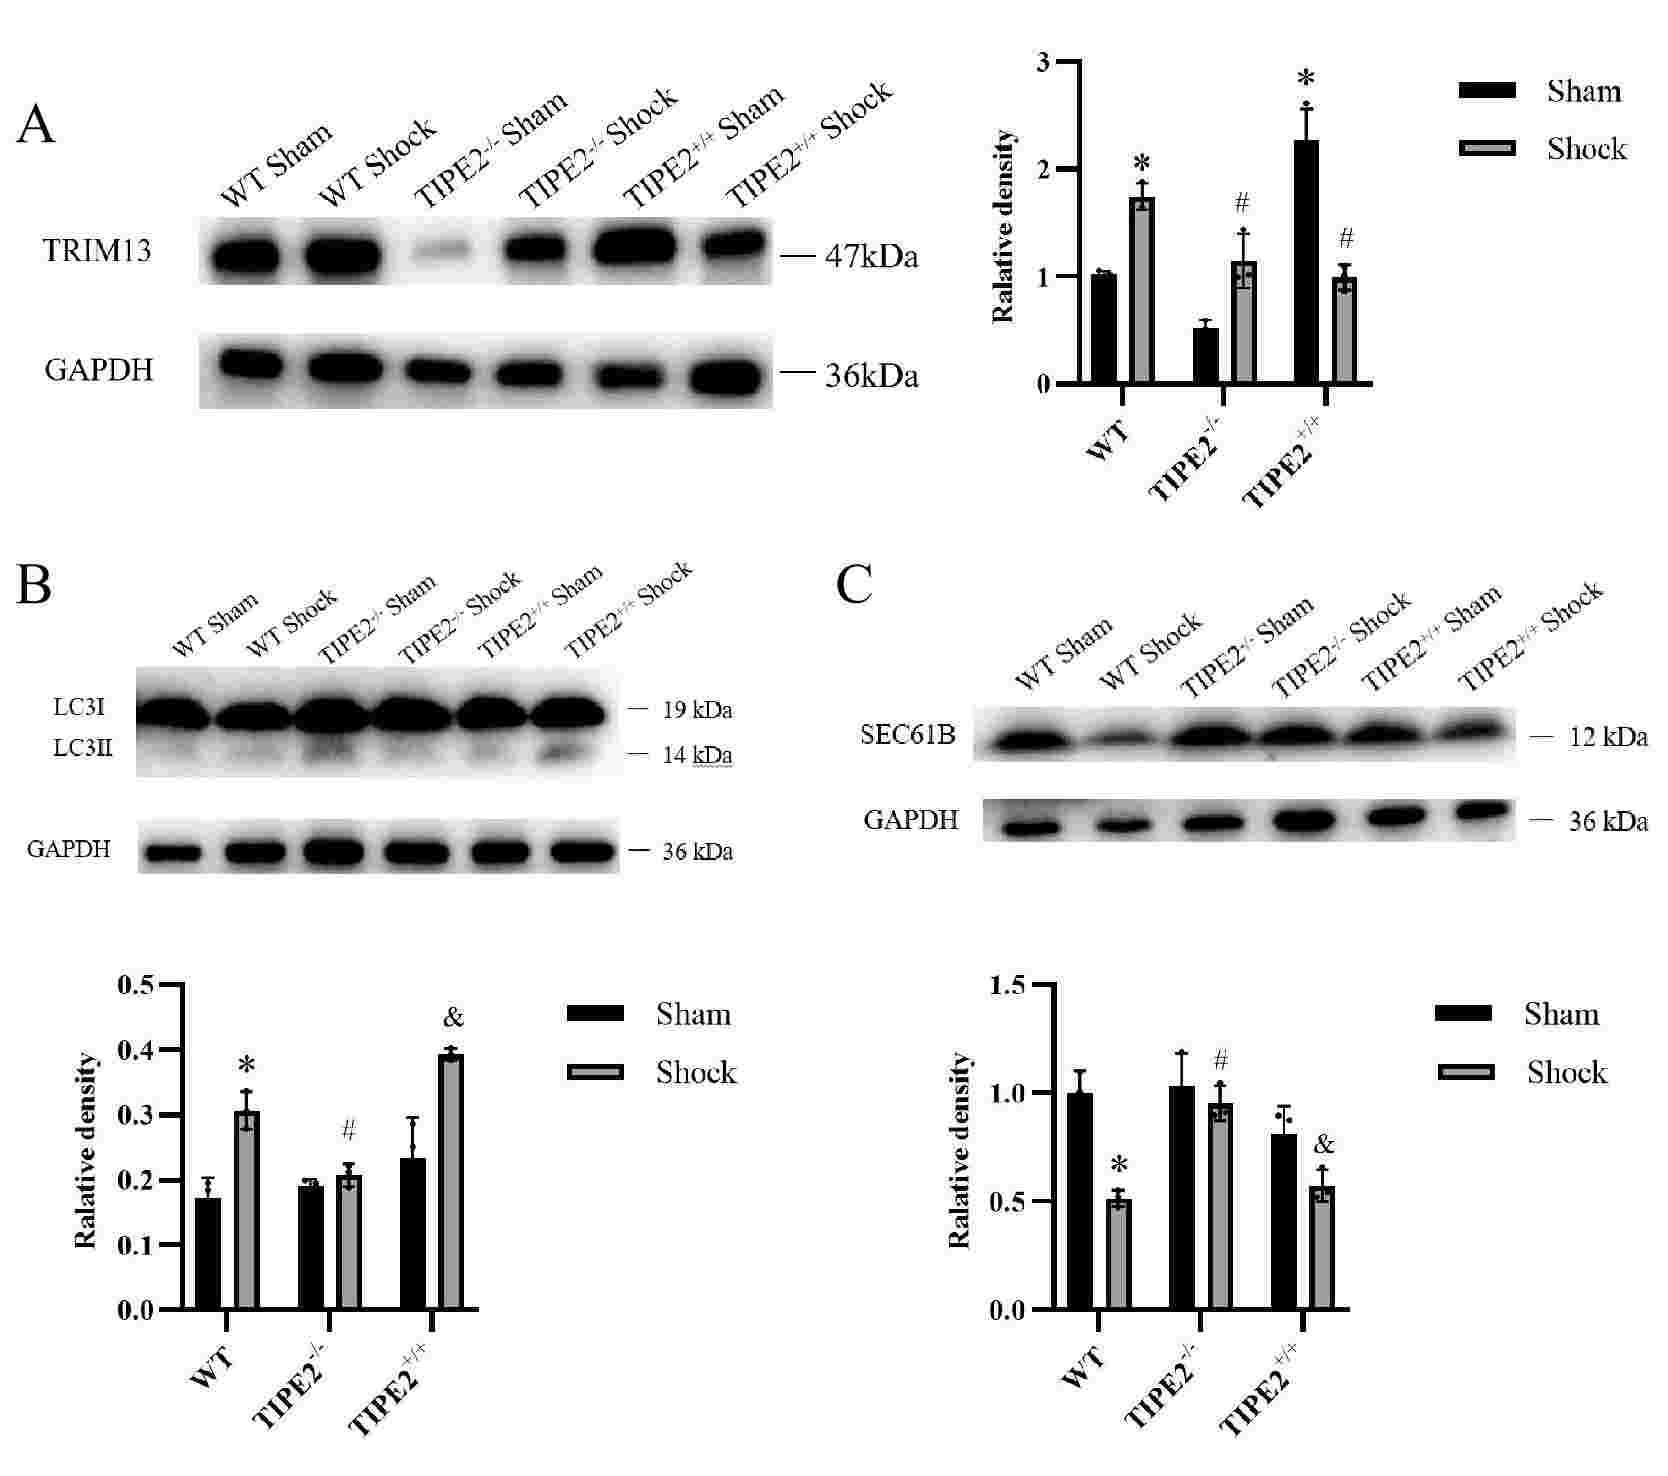 A
WT Sham
WT Shock
TIPE2-/- Sham
TIPE2-/- Shock
TIPE2+/+ Sham
TIPE2+/+ Shock
TRIM13
47kDa
GAPDH
36kDa
3
2
1
0
Ralative density
*
#
*
#
WT
TIPE2-/-
TIPE2+/+
Sham
Shock
B
WT Sham
WT Shock
TIPE2-/- Sham
TIPE2-/- Shock
TIPE2+/+ Sham
TIPE2+/+ Shock
LC3I
19 kDa
LC3II
14 kDa
GAPDH
36 kDa
0.5
0.4
0.3
0.2
0.1
0.0
Ralative density
*
#
&
WT
TIPE2-/-
TIPE2+/+
Sham
Shock
C
WT Sham
WT Shock
TIPE2-/- Sham
TIPE2-/- Shock
TIPE2+/+ Sham
TIPE2+/+ Shock
SEC61B
12 kDa
GAPDH
36 kDa
1.5
1.0
0.5
0.0
Ralative density
*
#
&
WT
TIPE2-/-
TIPE2+/+
Sham
Shock